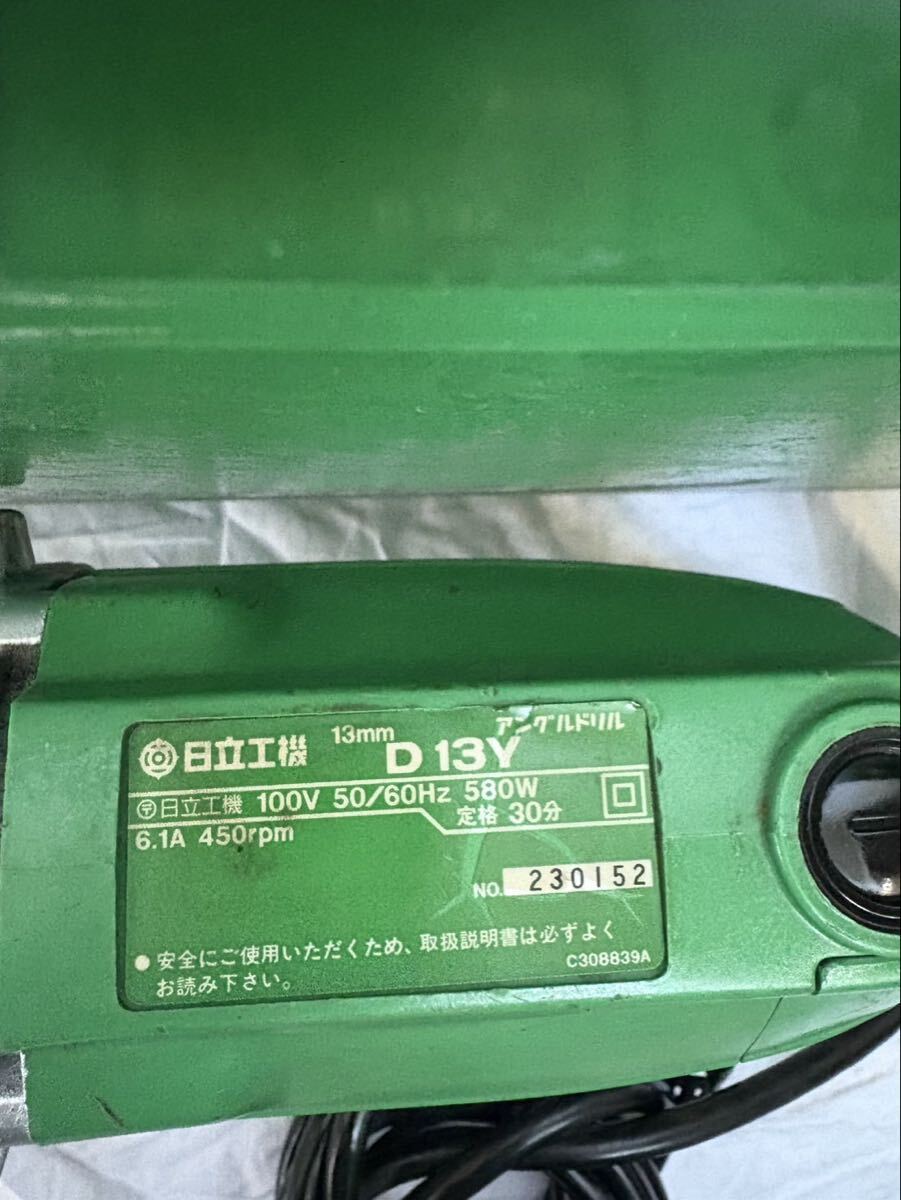 日立工機 13mm D 13Y アングルドリル
〒日立工機 100V 50/60Hz 580W
6.1A 450rpm 定格 30分
NO. 230152
● 安全にご使用いただくため、取扱説明書は必ずよく
お読み下さい。 C308839A